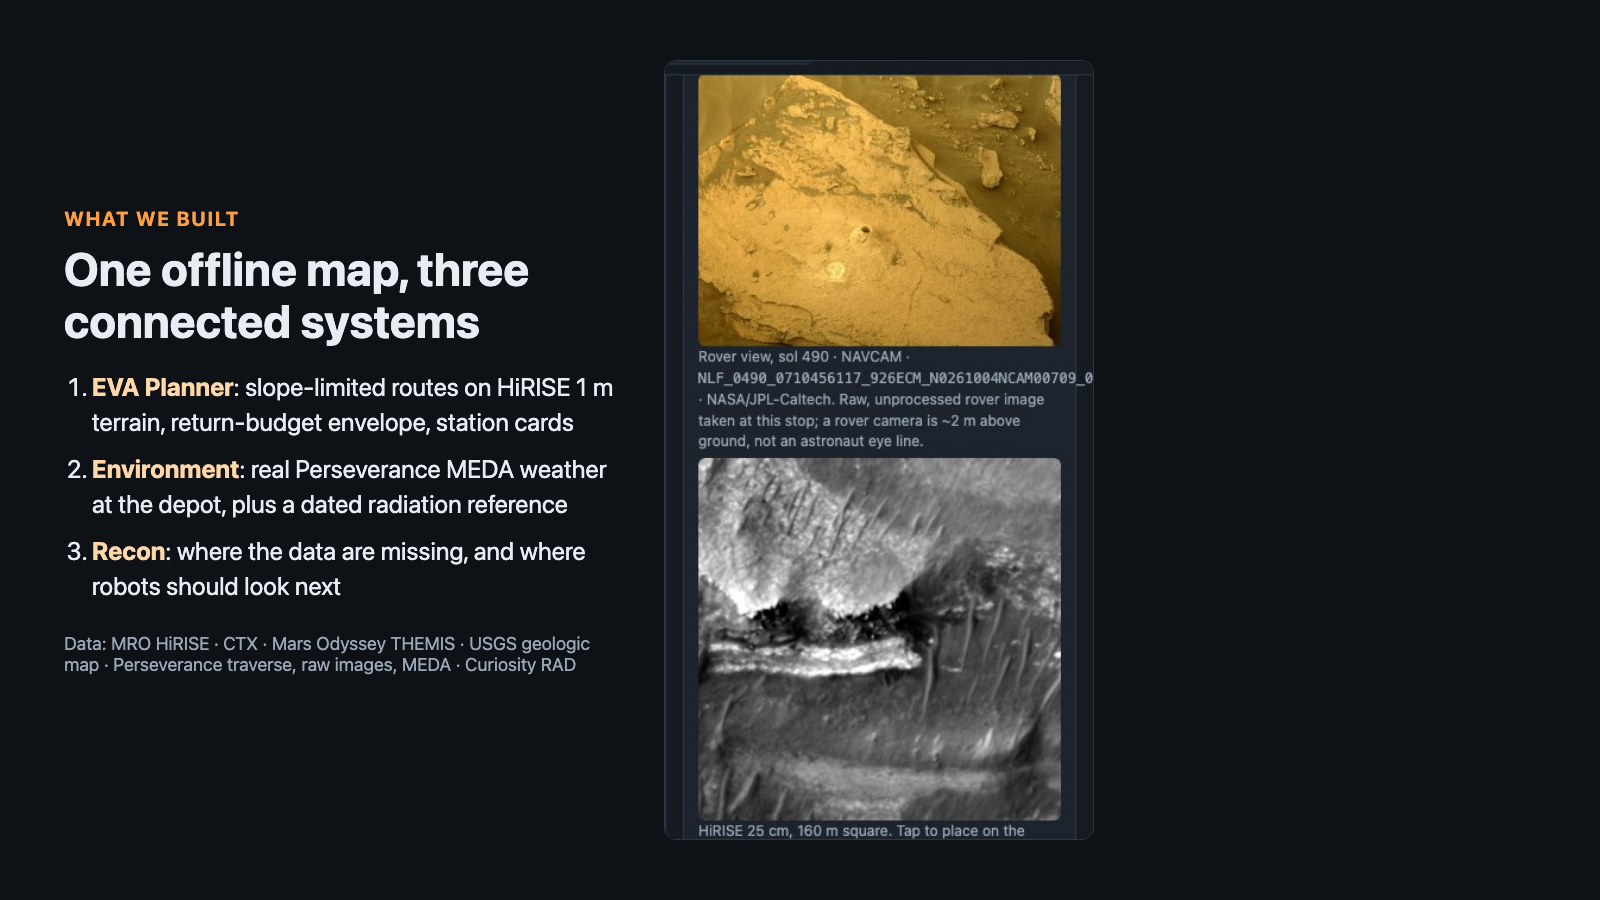 WHAT WE BUILT
One offline map, three
connected systems
1. EVA Planner: slope-limited routes on HiRISE 1 m
terrain, return-budget envelope, station cards
2. Environment: real Perseverance MEDA weather
at the depot, plus a dated radiation reference
3. Recon: where the data are missing, and where
robots should look next
Data: MRO HiRISE · CTX · Mars Odyssey THEMIS · USGS geologic
map · Perseverance traverse, raw images, MEDA · Curiosity RAD
Rover view, sol 490 · NAVCAM ·
NLF_0490_0710456117_926ECM_N0261004NCAM00709_0
· NASA/JPL-Caltech. Raw, unprocessed rover image
taken at this stop; a rover camera is ~2 m above
ground, not an astronaut eye line.
HiRISE 25 cm, 160 m square. Tap to place on the